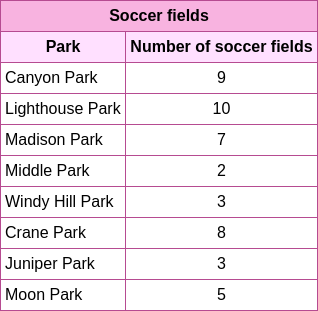 Soccer fields
Park Number of soccer fields
Canyon Park 9
Lighthouse Park 10
Madison Park 7
Middle Park 2
Windy Hill Park 3
Crane Park 8
Juniper Park 3
Moon Park 5